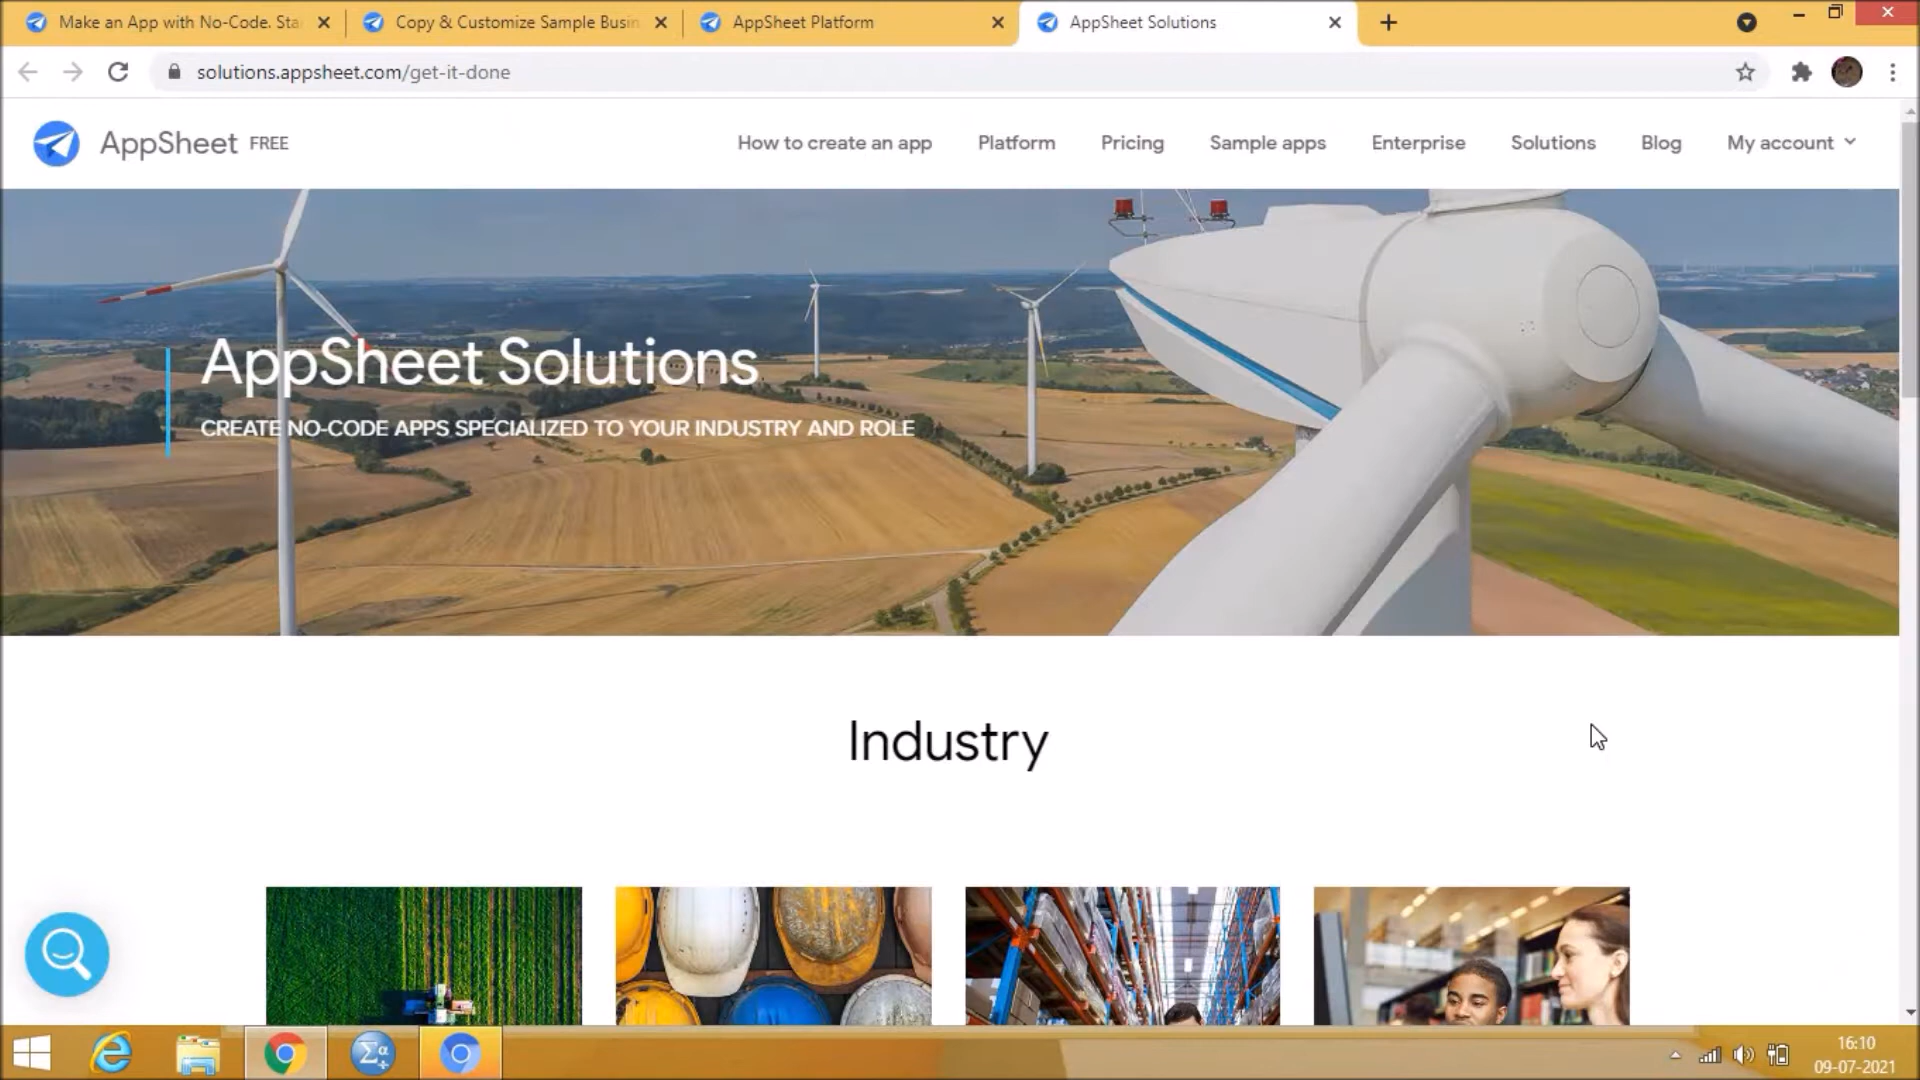 Make an App with No-Code. Sta
Copy & Customize Sample Busin
AppSheet Platform
AppSheet Solutions
solutions.appsheet.com/get-it-done
AppSheet FREE
How to create an app
Platform
Pricing
Sample apps
Enterprise
Solutions
Blog
My account
AppSheet Solutions
CREATE NO-CODE APPS SPECIALIZED TO YOUR INDUSTRY AND ROLE
Industry
Σα
16:10
09-07-2021